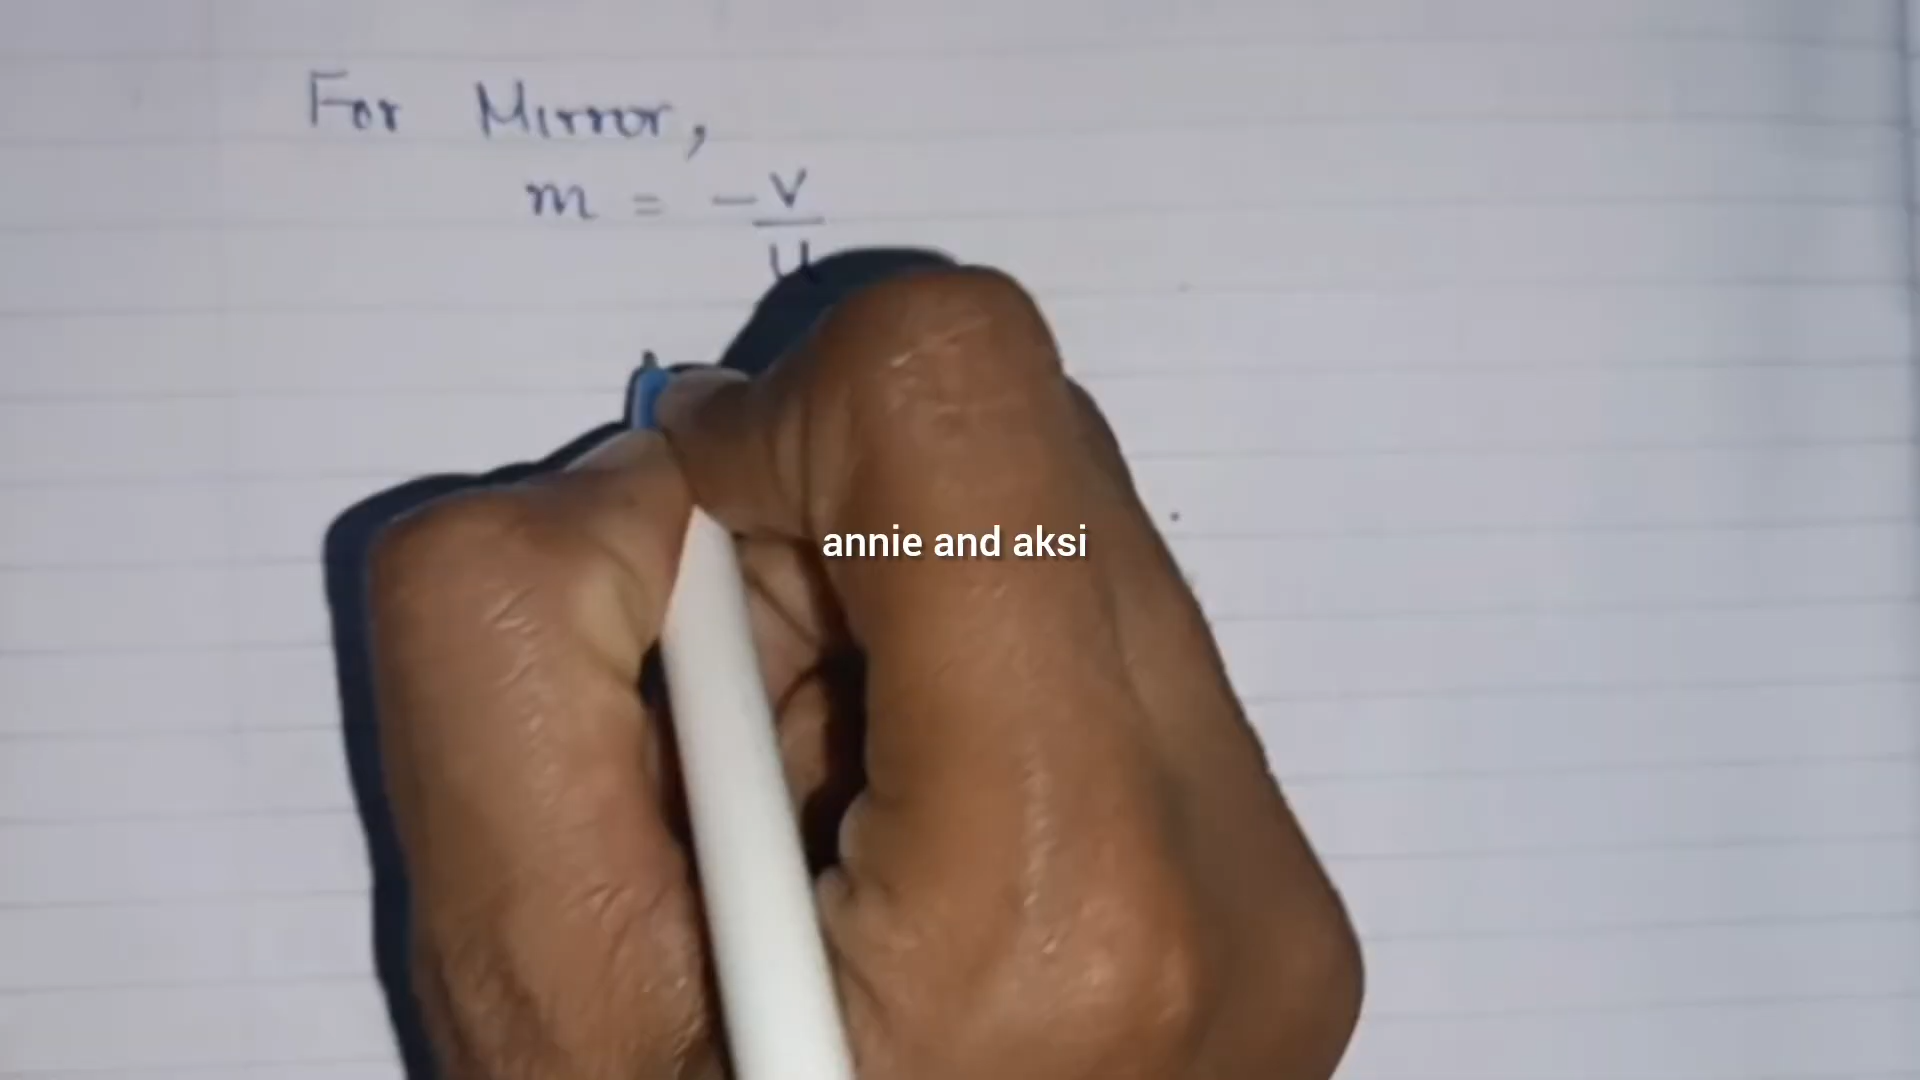 For Mirror,
m = -v/u
annie and aksi